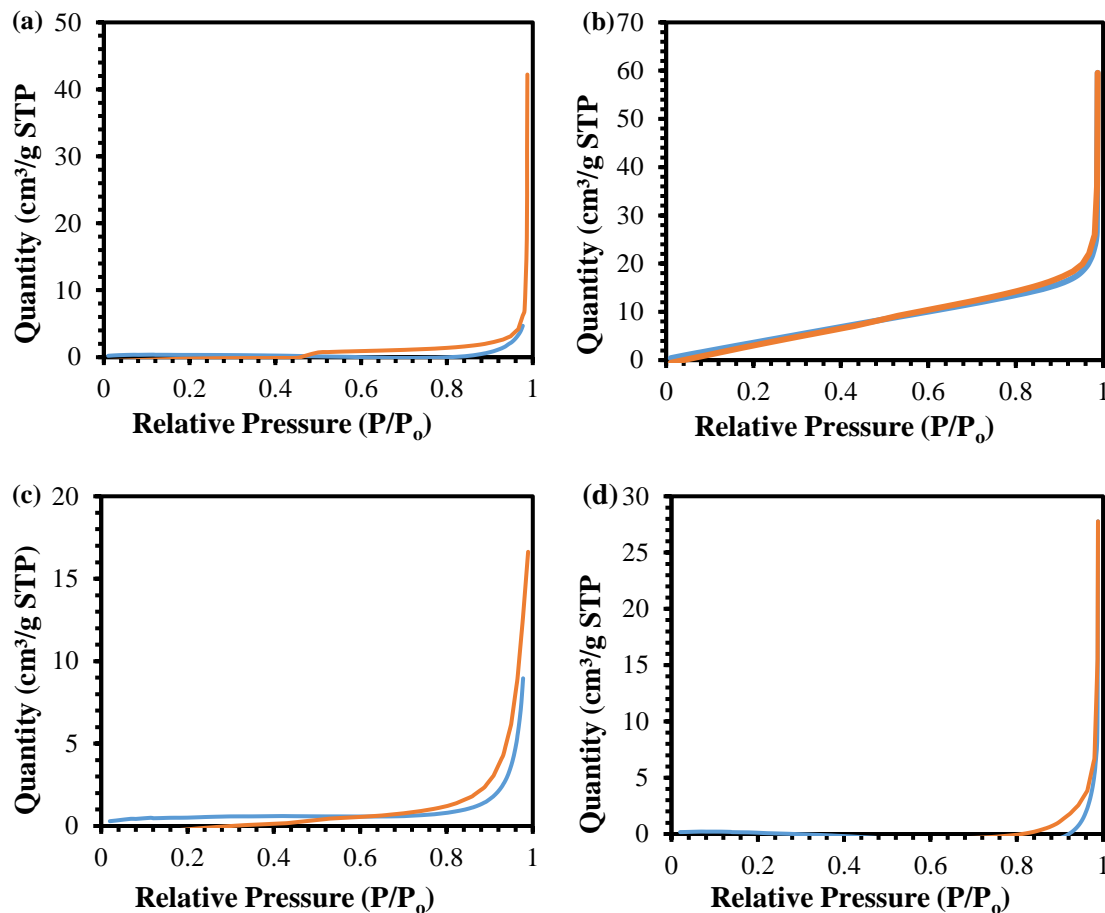 (a)
50
40
30
20
10
0
0 0.2 0.4 0.6 0.8 1
Quantity (cm³/g STP
Relative Pressure (P/Pₒ)
(b)
70
60
50
40
30
20
10
0
0 0.2 0.4 0.6 0.8 1
Quantity (cm³/g STP
Relative Pressure (P/Pₒ)
(c)
20
15
10
5
0
0 0.2 0.4 0.6 0.8 1
Quantity (cm³/g STP)
Relative Pressure (P/Pₒ)
(d)
30
25
20
15
10
5
0
0 0.2 0.4 0.6 0.8 1
Quantity (cm³/g STP
Relative Pressure (P/Pₒ)